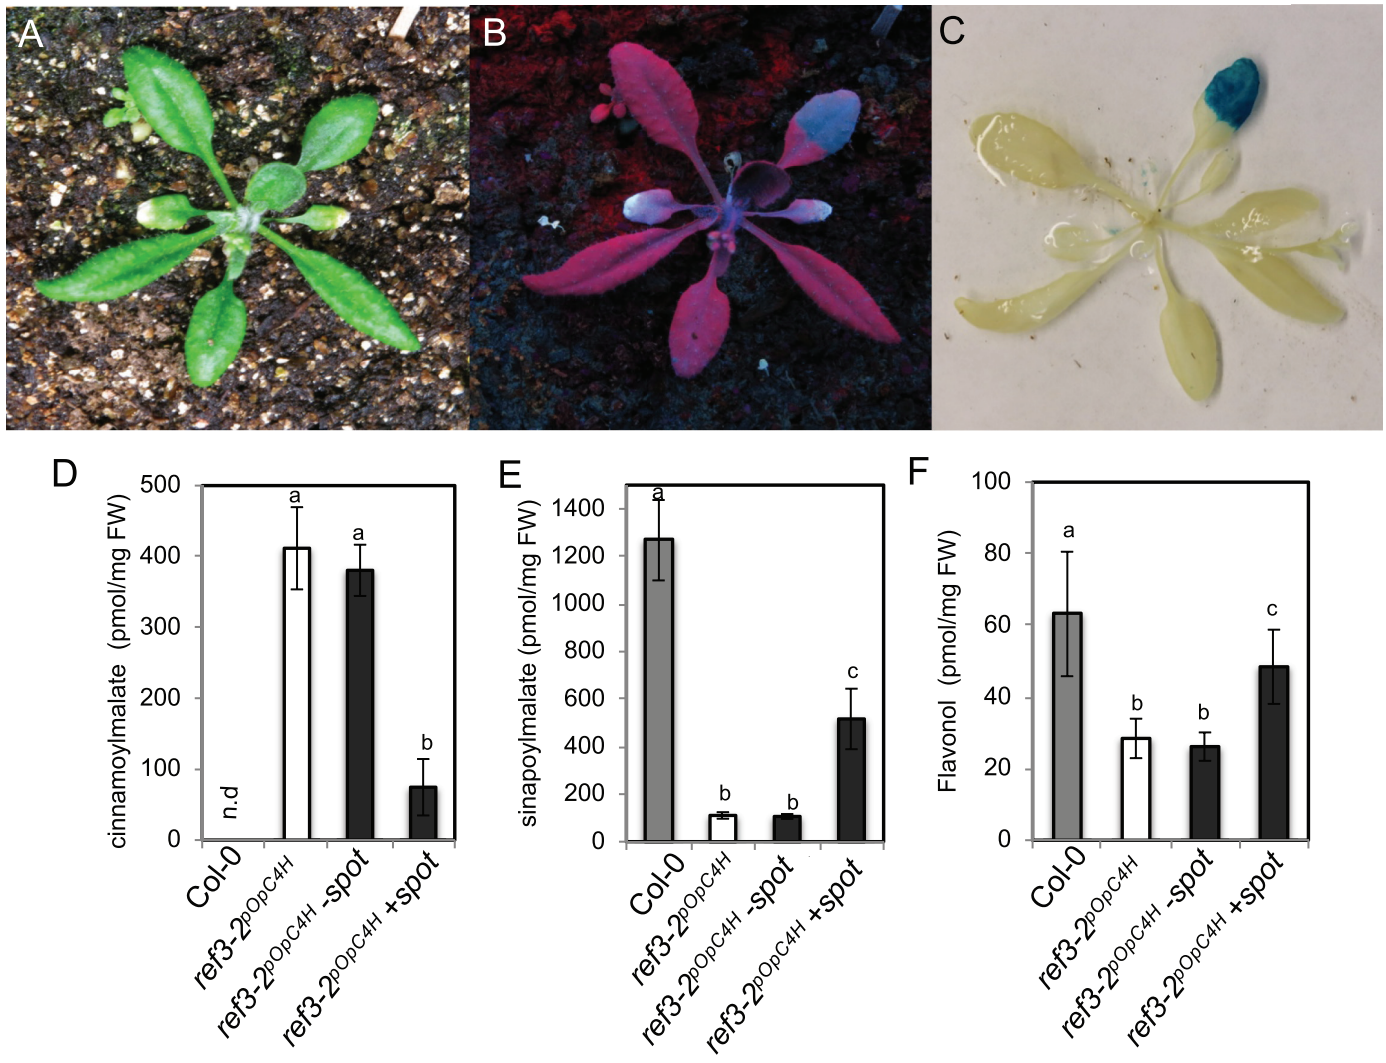 A
B
C
D
cinnamoylmalate (pmol/mg FW)
500
400
300
200
100
0
n.d
a
a
b
Col-0
ref3-2pOpC4H
ref3-2pOpC4H -spot
ref3-2pOpC4H +spot
E
sinapoylmalate (pmol/mg FW)
1400
1200
1000
800
600
400
200
0
a
b
b
c
Col-0
ref3-2pOpC4H
ref3-2pOpC4H -spot
ref3-2pOpC4H +spot
F
Flavonol (pmol/mg FW)
100
80
60
40
20
0
a
b
b
c
Col-0
ref3-2pOpC4H
ref3-2pOpC4H -spot
ref3-2pOpC4H +spot